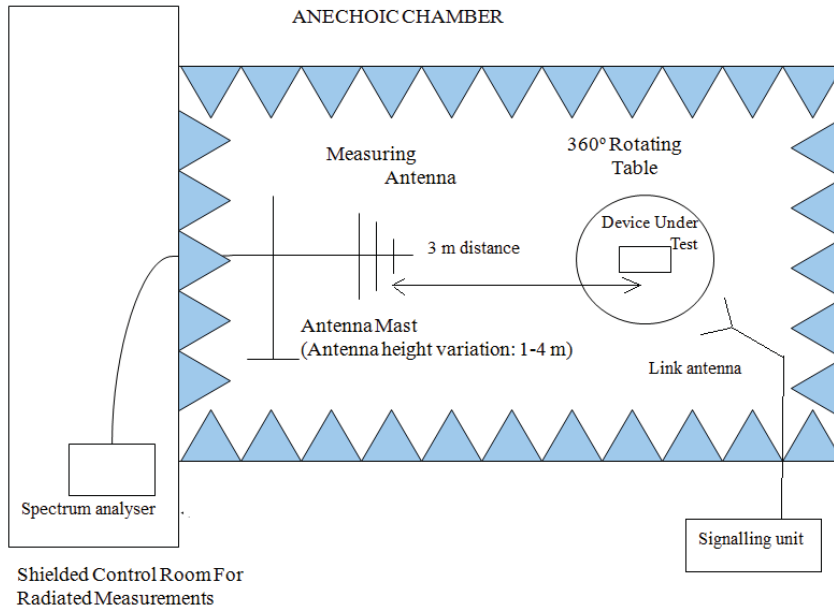 ANECHOIC CHAMBER
360º Rotating
Table
Measuring
Antenna
Device Under
Test
3 m distance
Antenna Mast
(Antenna height variation: 1-4 m)
Link antenna
Spectrum analyser
Signalling unit
Shielded Control Room For
Radiated Measurements